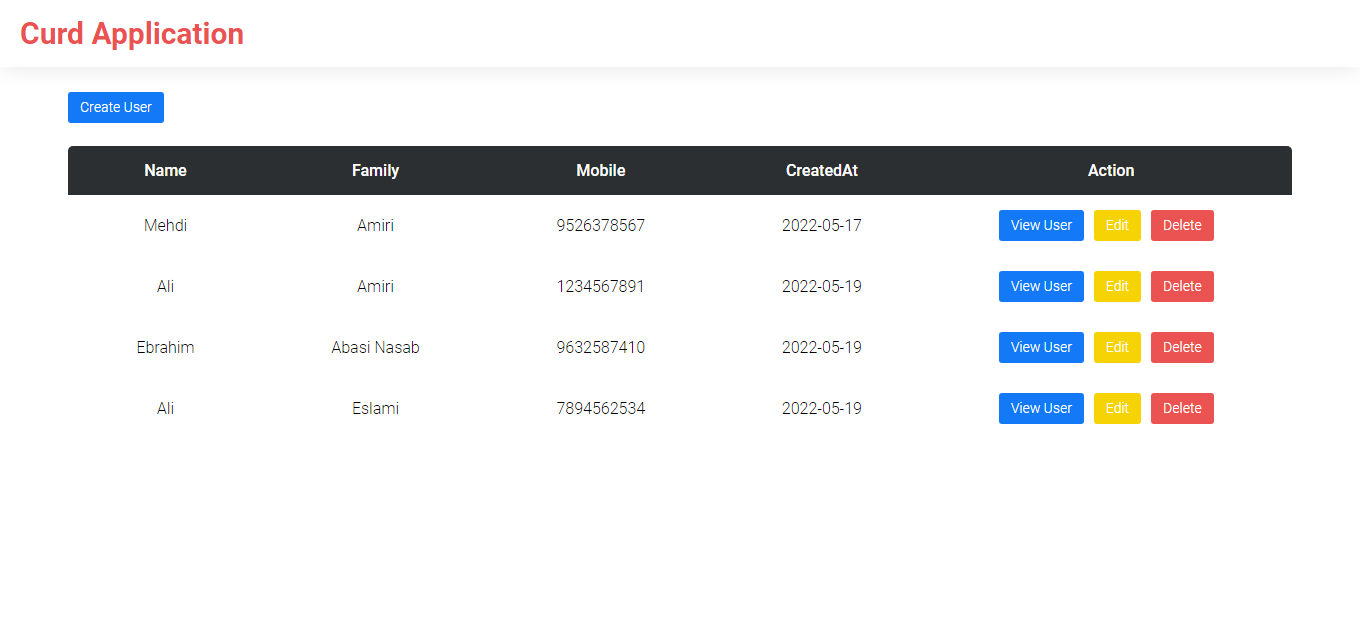 Curd Application
Create User
Name Family Mobile CreatedAt Action
Mehdi Amiri 9526378567 2022-05-17 View User Edit Delete
Ali Amiri 1234567891 2022-05-19 View User Edit Delete
Ebrahim Abasi Nasab 9632587410 2022-05-19 View User Edit Delete
Ali Eslami 7894562534 2022-05-19 View User Edit Delete